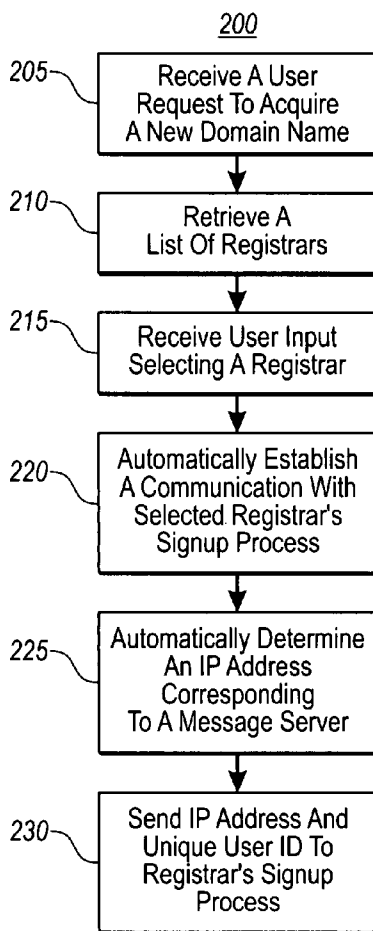 200
205
Receive A User
Request To Acquire
A New Domain Name
210
Retrieve A
List Of Registrars
215
Receive User Input
Selecting A Registrar
220
Automatically Establish
A Communication With
Selected Registrar's
Signup Process
225
Automatically Determine
An IP Address
Corresponding
To A Message Server
230
Send IP Address And
Unique User ID To
Registrar's Signup
Process